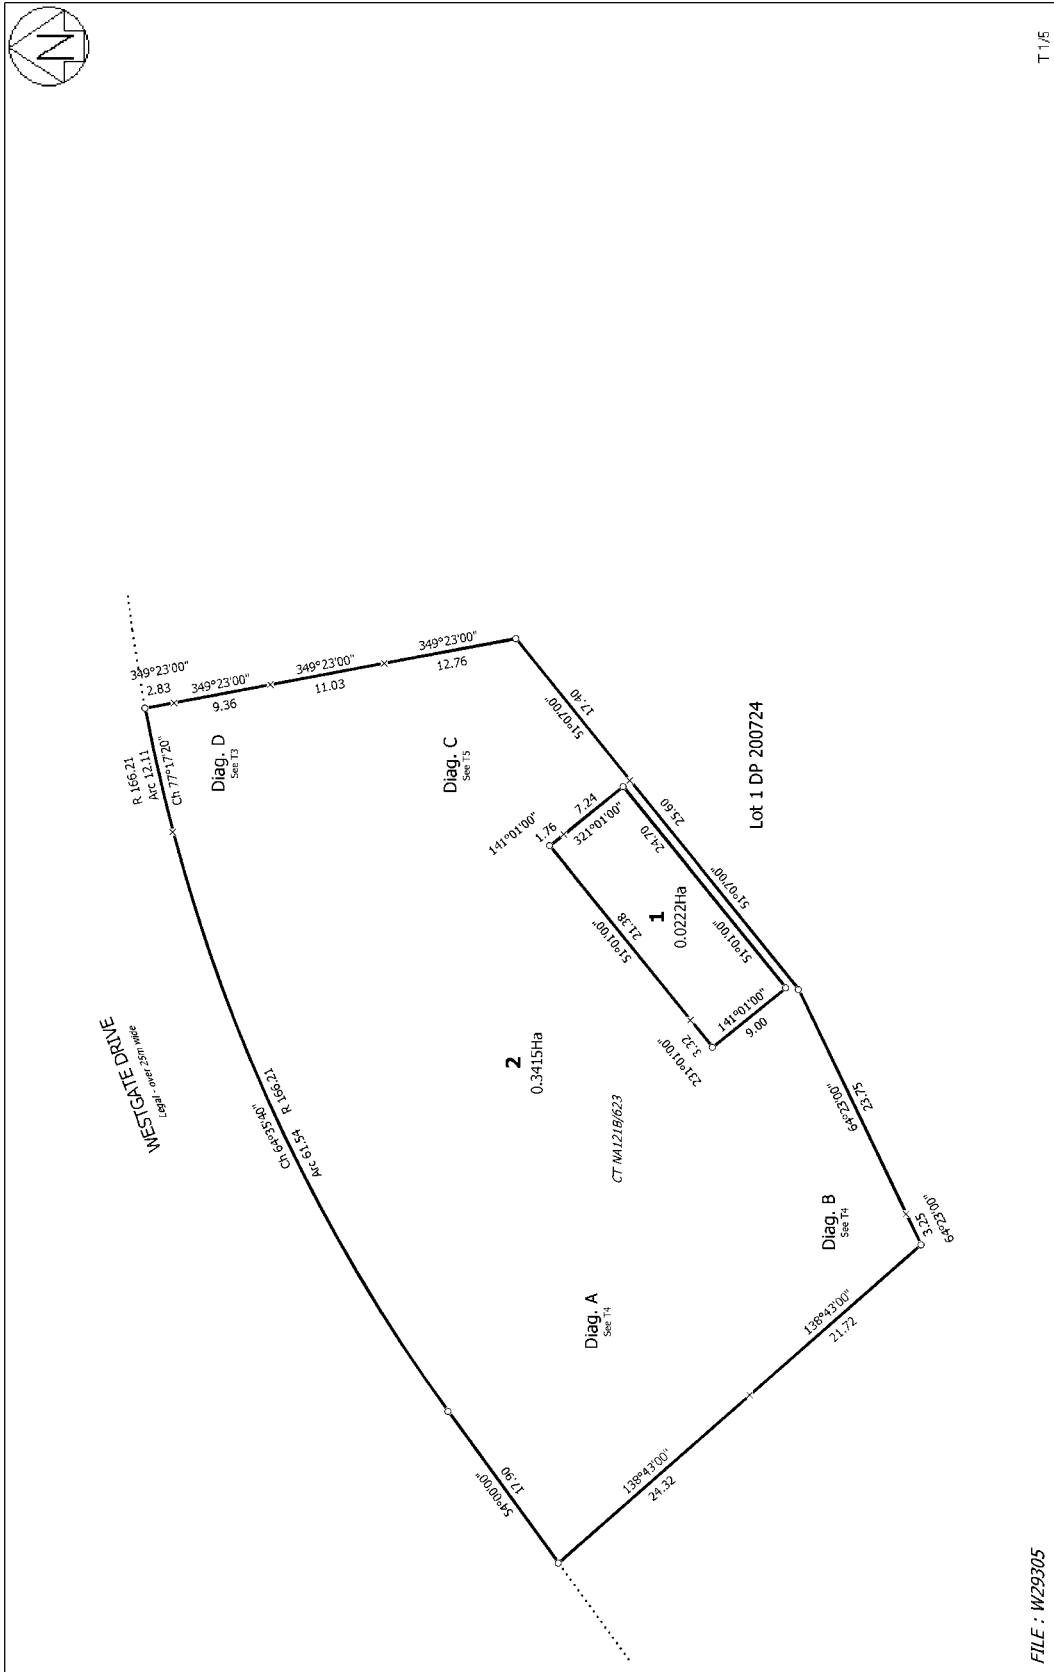 N
T 1/5
WESTGATE DRIVE
Legal - over 25m wide
R 166.21
Arc 12.11
Ch 77°17'20"
349°23'00"
2.83
349°23'00"
9.36
349°23'00"
11.03
349°23'00"
12.76
Diag. D
See T3
Diag. C
See T5
51°07'00"
17.40
141°01'00"
1.76
7.24
321°01'00"
25.60
51°07'00"
24.70
51°01'00"
1
0.0222Ha
21.38
51°01'00"
141°01'00"
9.00
3.32
231°01'00"
Lot 1 DP 200724
2
0.3415Ha
CT NA121B/623
Ch 64°35'40" R 166.21
Arc 61.54
64°23'00"
23.75
3.25
64°23'00"
Diag. B
See T4
Diag. A
See T4
138°43'00"
21.72
138°43'00"
24.32
54°00'00"
17.90
FILE : W29305